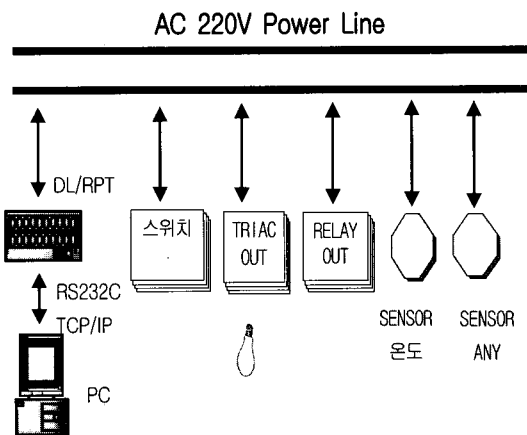 AC 220V Power Line
DL/RPT
스위치
TRIAC
OUT
RELAY
OUT
RS232C
TCP/IP
PC
SENSOR
온도
SENSOR
ANY